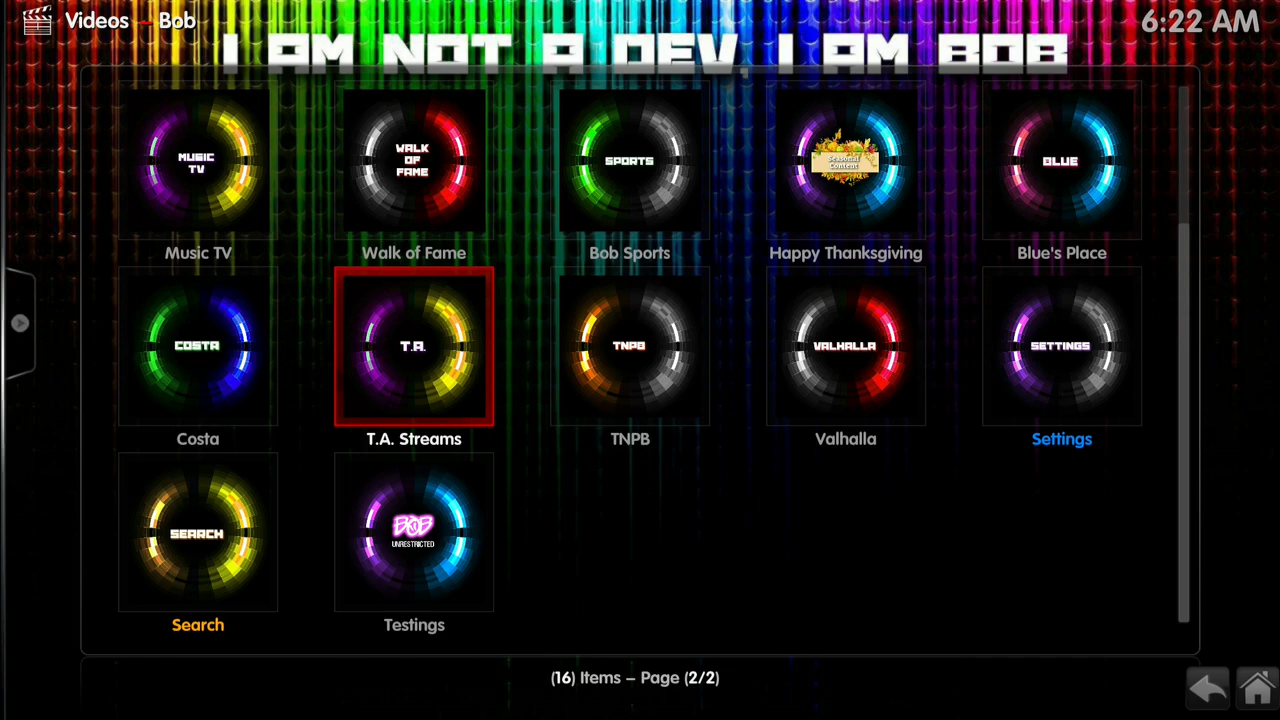 Videos – Bob
6:22 AM
I AM NOT A DEV I AM BOB
MUSIC
TV
WALK
OF
FAME
SPORTS
Seasonal
Content
BLUE
Music TV
Walk of Fame
Bob Sports
Happy Thanksgiving
Blue's Place
COSTA
T.A.
TNPB
VALHALLA
SETTINGS
Costa
T.A. Streams
TNPB
Valhalla
Settings
SEARCH
BOB
UNRESTRICTED
Search
Testings
(16) Items – Page (2/2)